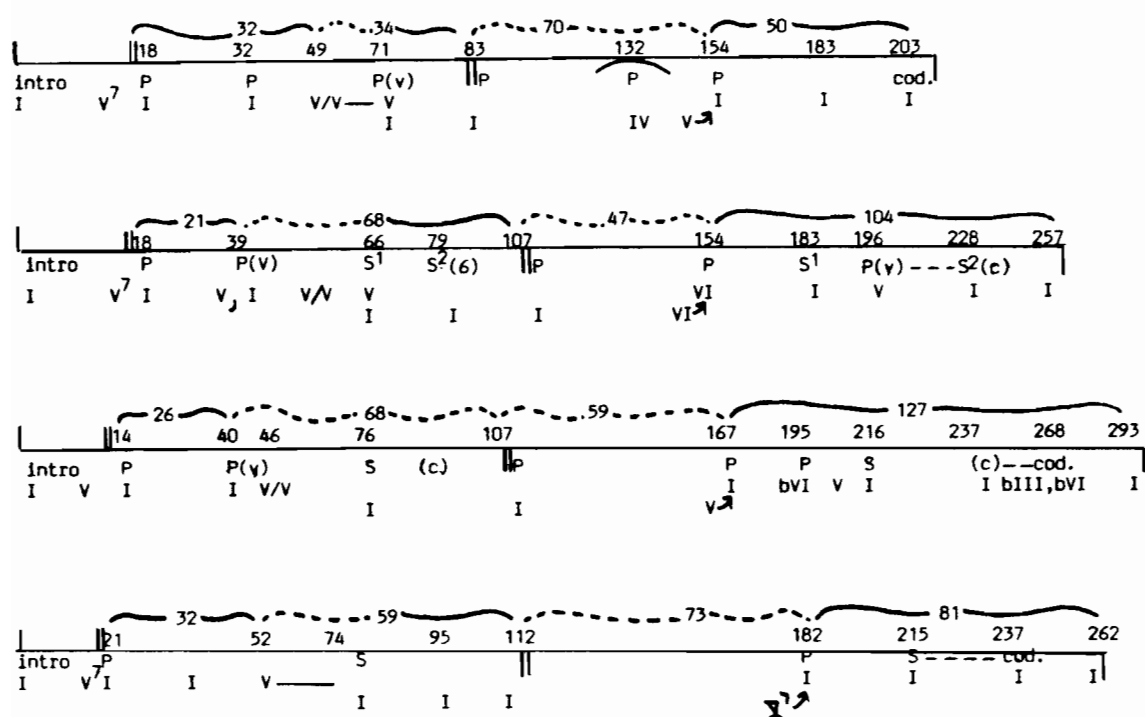 32 34 70 50
18 32 49 71 83 132 154 183 203
intro P P P(v) P P P cod.
I V7 I I V/V — V I I I
I I IV V
21 68 47 104
18 39 66 79 107 154 183 196 228 257
intro P P(V) S1 S2(6) P P S1 P(v) ---- S2(c)
I V7 I V, I V/V V VI I V I I
I I I VI
26 68 59 127
14 40 46 76 107 167 195 216 237 268 293
intro P P(v) S (c) P P P S (c)--cod.
I V I I V/V I bVI V I I bIII,bVI I
I I V
32 59 73 81
21 52 74 95 112 182 215 237 262
intro P S P S ----- cod.
I V7 I I V —— I I I I
I I I